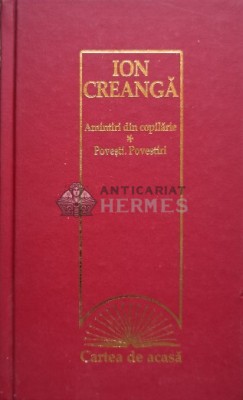 ION
CREANGĂ
Amintiri din copilărie
*
Povești. Povestiri
ANTICARIAT
HERMES
Cartea de acasă